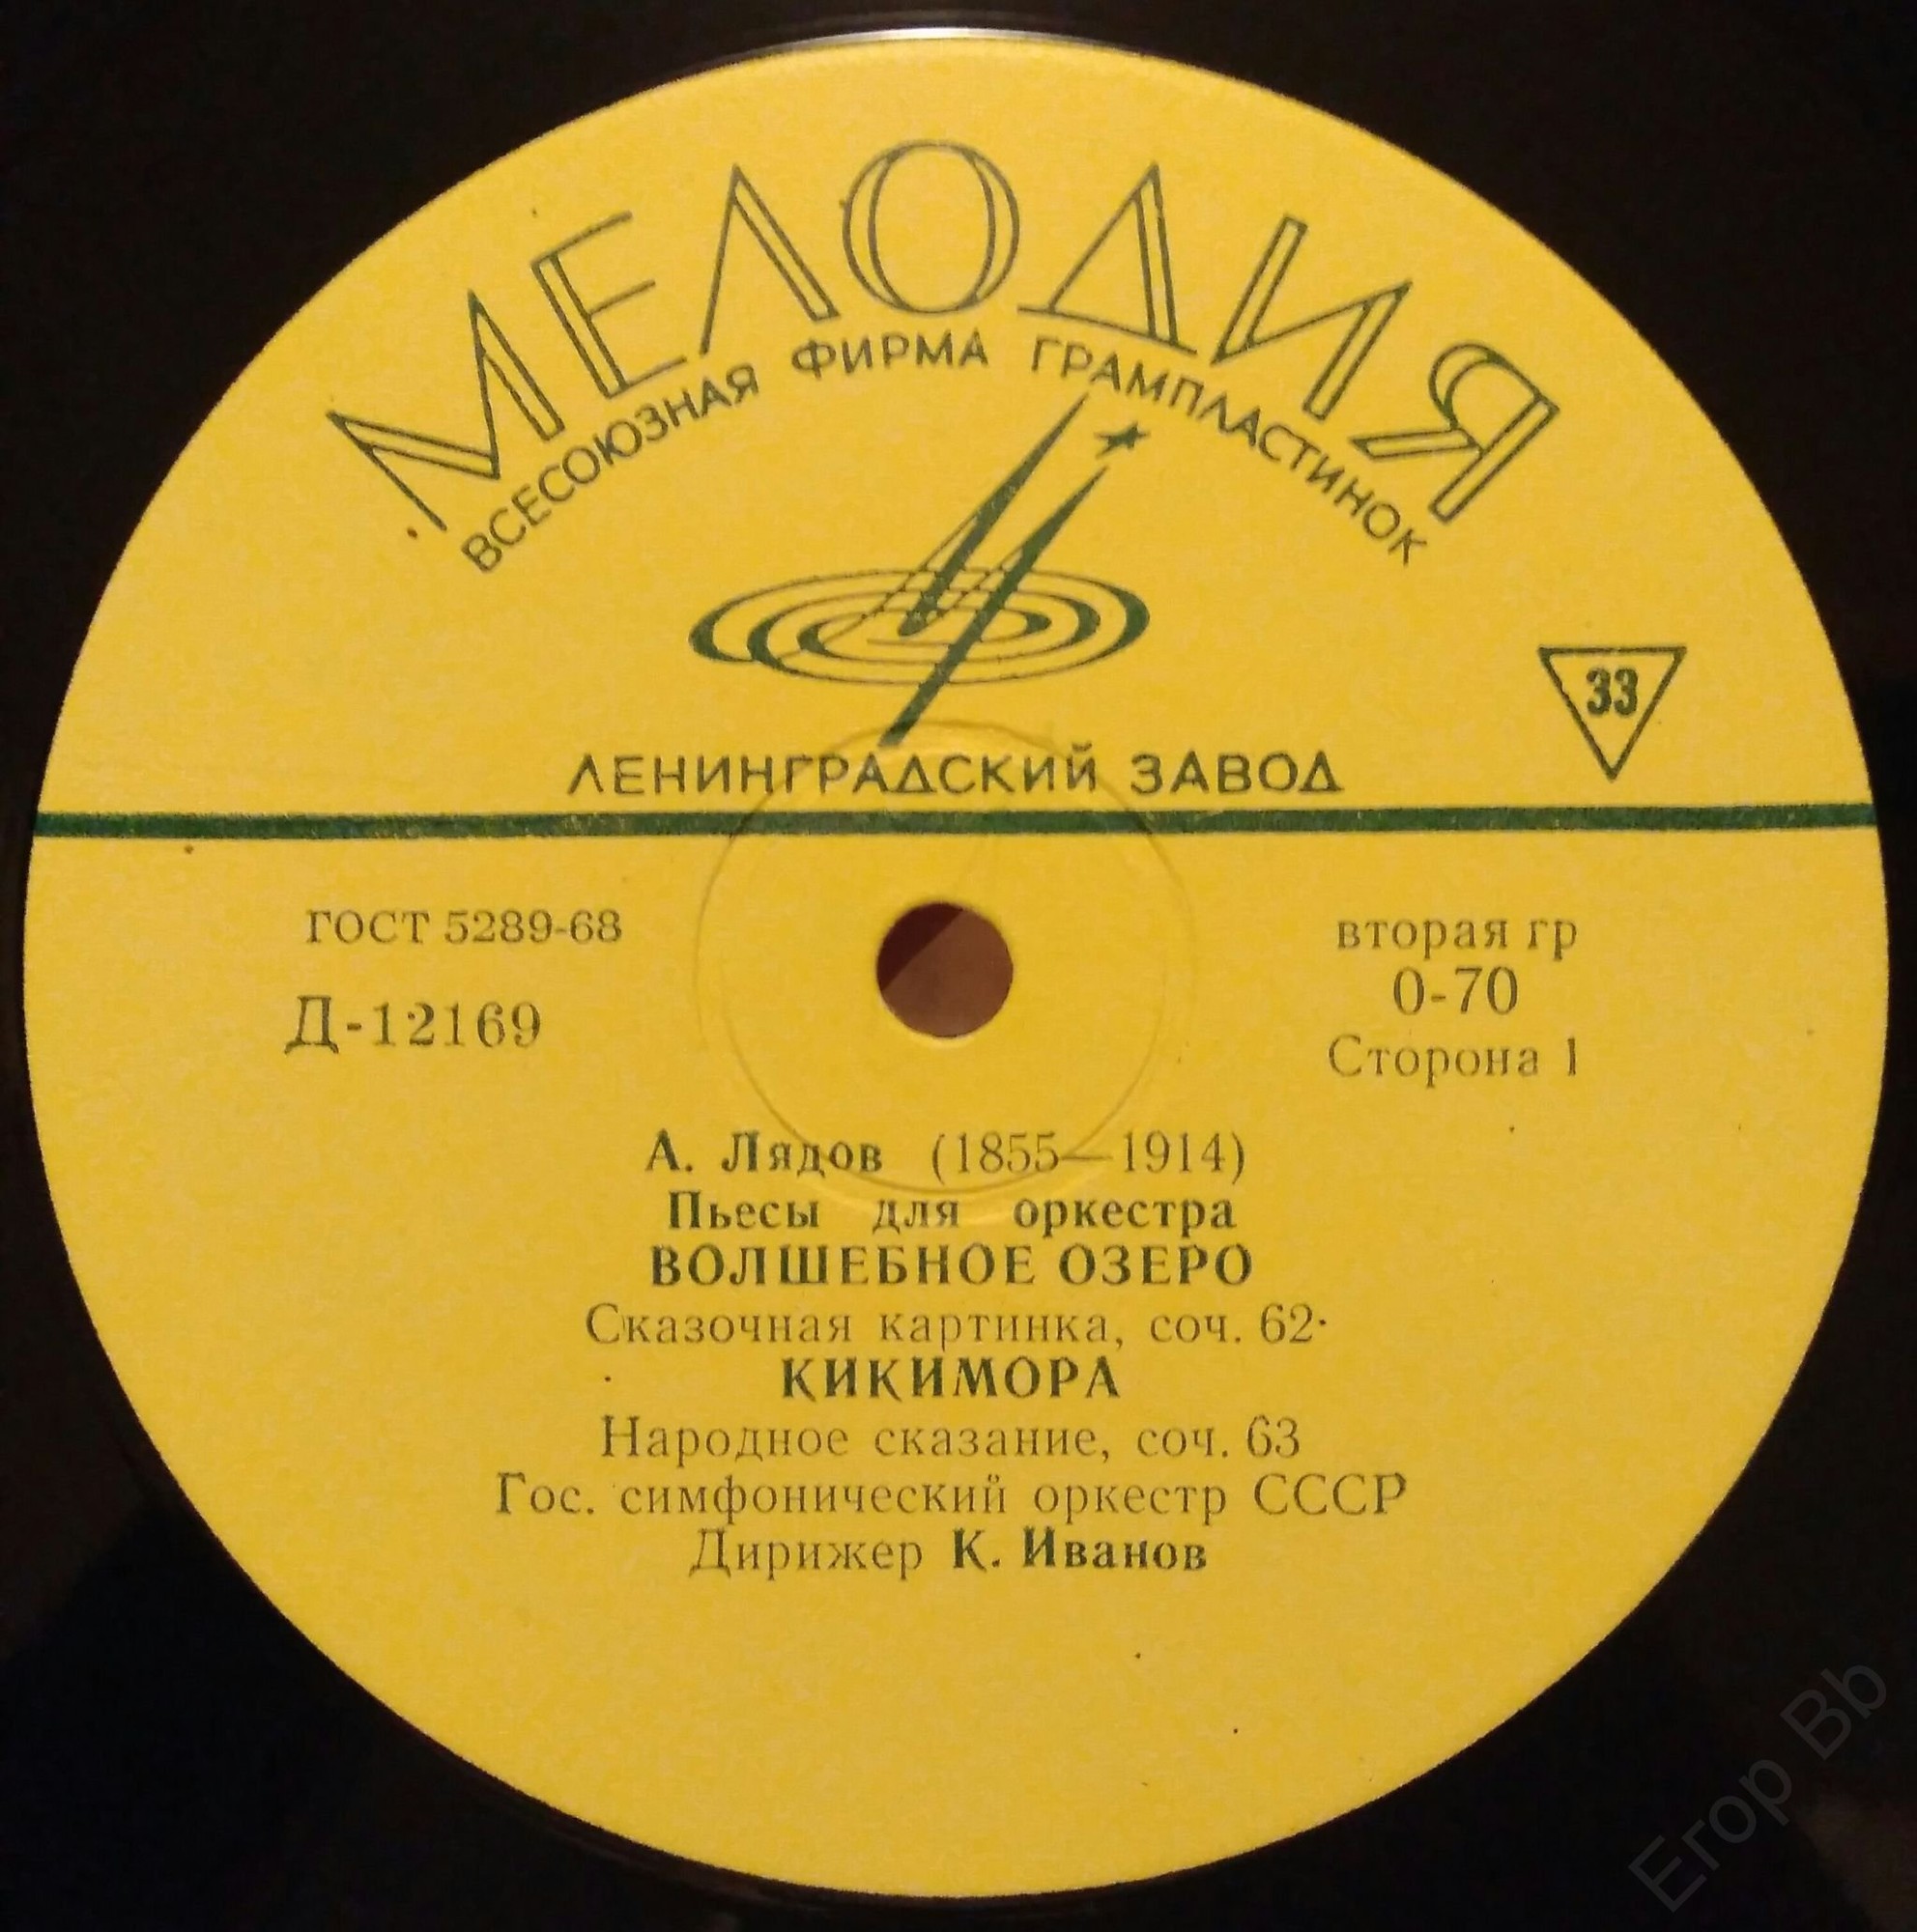 МЕЛОДИЯ
ВСЕСОЮЗНАЯ ФИРМА ГРАМПЛАСТИНОК
33
ЛЕНИНГРАДСКИЙ ЗАВОД
ГОСТ 5289-68
Д-12169
вторая гр
0-70
Сторона 1
А. Лядов (1855—1914)
Пьесы для оркестра
ВОЛШЕБНОЕ ОЗЕРО
Сказочная картинка, соч. 62.
КИКИМОРА
Народное сказание, соч. 63
Гос. симфонический оркестр СССР
Дирижер К. Иванов
Егор Bb